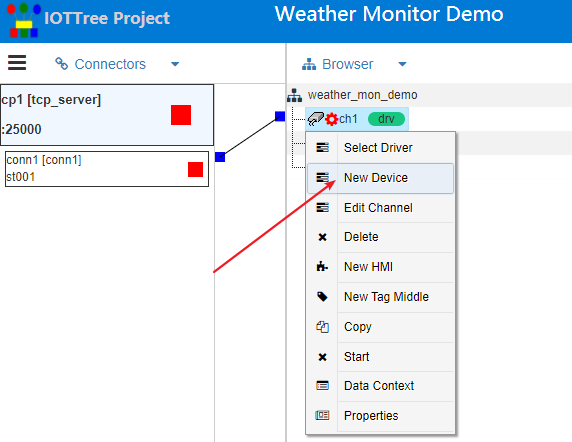 IOTTree Project
Weather Monitor Demo
Connectors
Browser
cp1 [tcp_server]
:25000
conn1 [conn1]
st001
weather_mon_demo
ch1 drv
Select Driver
New Device
Edit Channel
Delete
New HMI
New Tag Middle
Copy
Start
Data Context
Properties